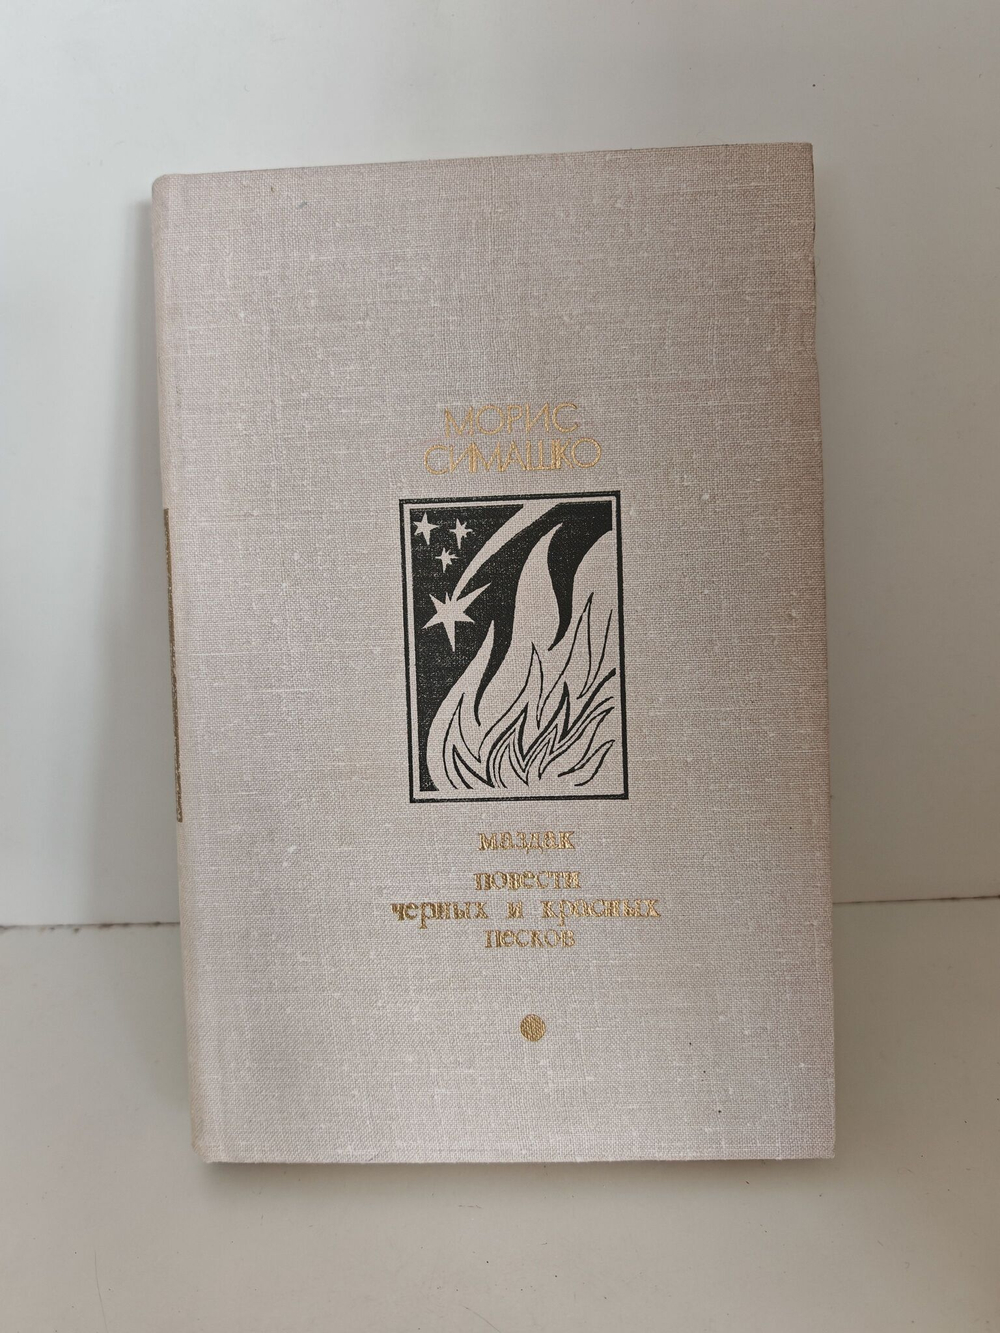 МОРИС
СИМАШКО
маздак
повести
черных и красных
песков